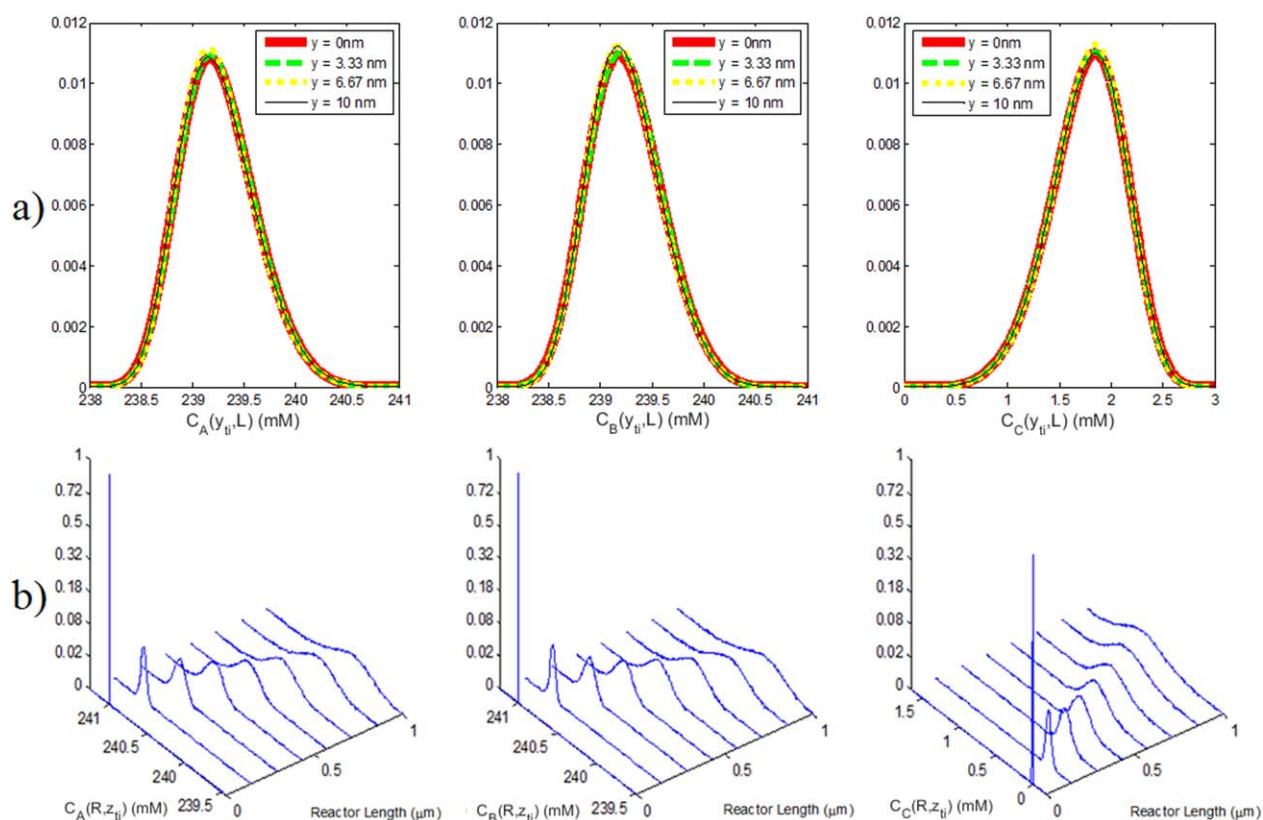 a)
0.012
0.01
0.008
0.006
0.004
0.002
0
238 238.5 239 239.5 240 240.5 241
C_A(y_ti,L) (mM)
y = 0nm
y = 3.33 nm
y = 6.67 nm
y = 10 nm
0.012
0.01
0.008
0.006
0.004
0.002
0
238 238.5 239 239.5 240 240.5 241
C_B(y_ti,L) (mM)
y = 0nm
y = 3.33 nm
y = 6.67 nm
y = 10 nm
0.012
0.01
0.008
0.006
0.004
0.002
0
0 0.5 1 1.5 2 2.5 3
C_C(y_ti,L) (mM)
y = 0nm
y = 3.33 nm
y = 6.67 nm
y = 10 nm
b)
1
0.72
0.5
0.32
0.18
0.08
0.02
0
241
240.5
240
239.5
C_A(R,z_ti) (mM)
0
0.5
1
Reactor Length (μm)
1
0.72
0.5
0.32
0.18
0.08
0.02
0
241
240.5
240
239.5
C_B(R,z_ti) (mM)
0
0.5
1
Reactor Length (μm)
1
0.72
0.5
0.32
0.18
0.08
0.02
0
1.5
1
0.5
0
C_C(R,z_ti) (mM)
0
0.5
1
Reactor Length (μm)